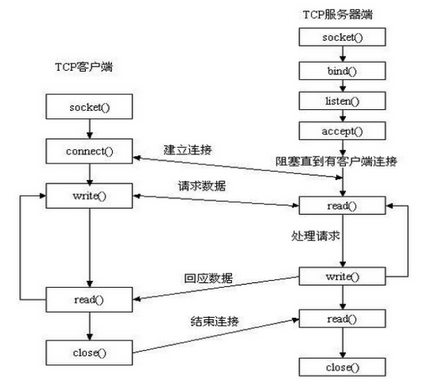 TCP服务器端
socket()
bind()
listen()
accept()
阻塞直到有客户端连接
read()
处理请求
write()
read()
close()
TCP客户端
socket()
connect()
write()
read()
close()
建立连接
请求数据
回应数据
结束连接